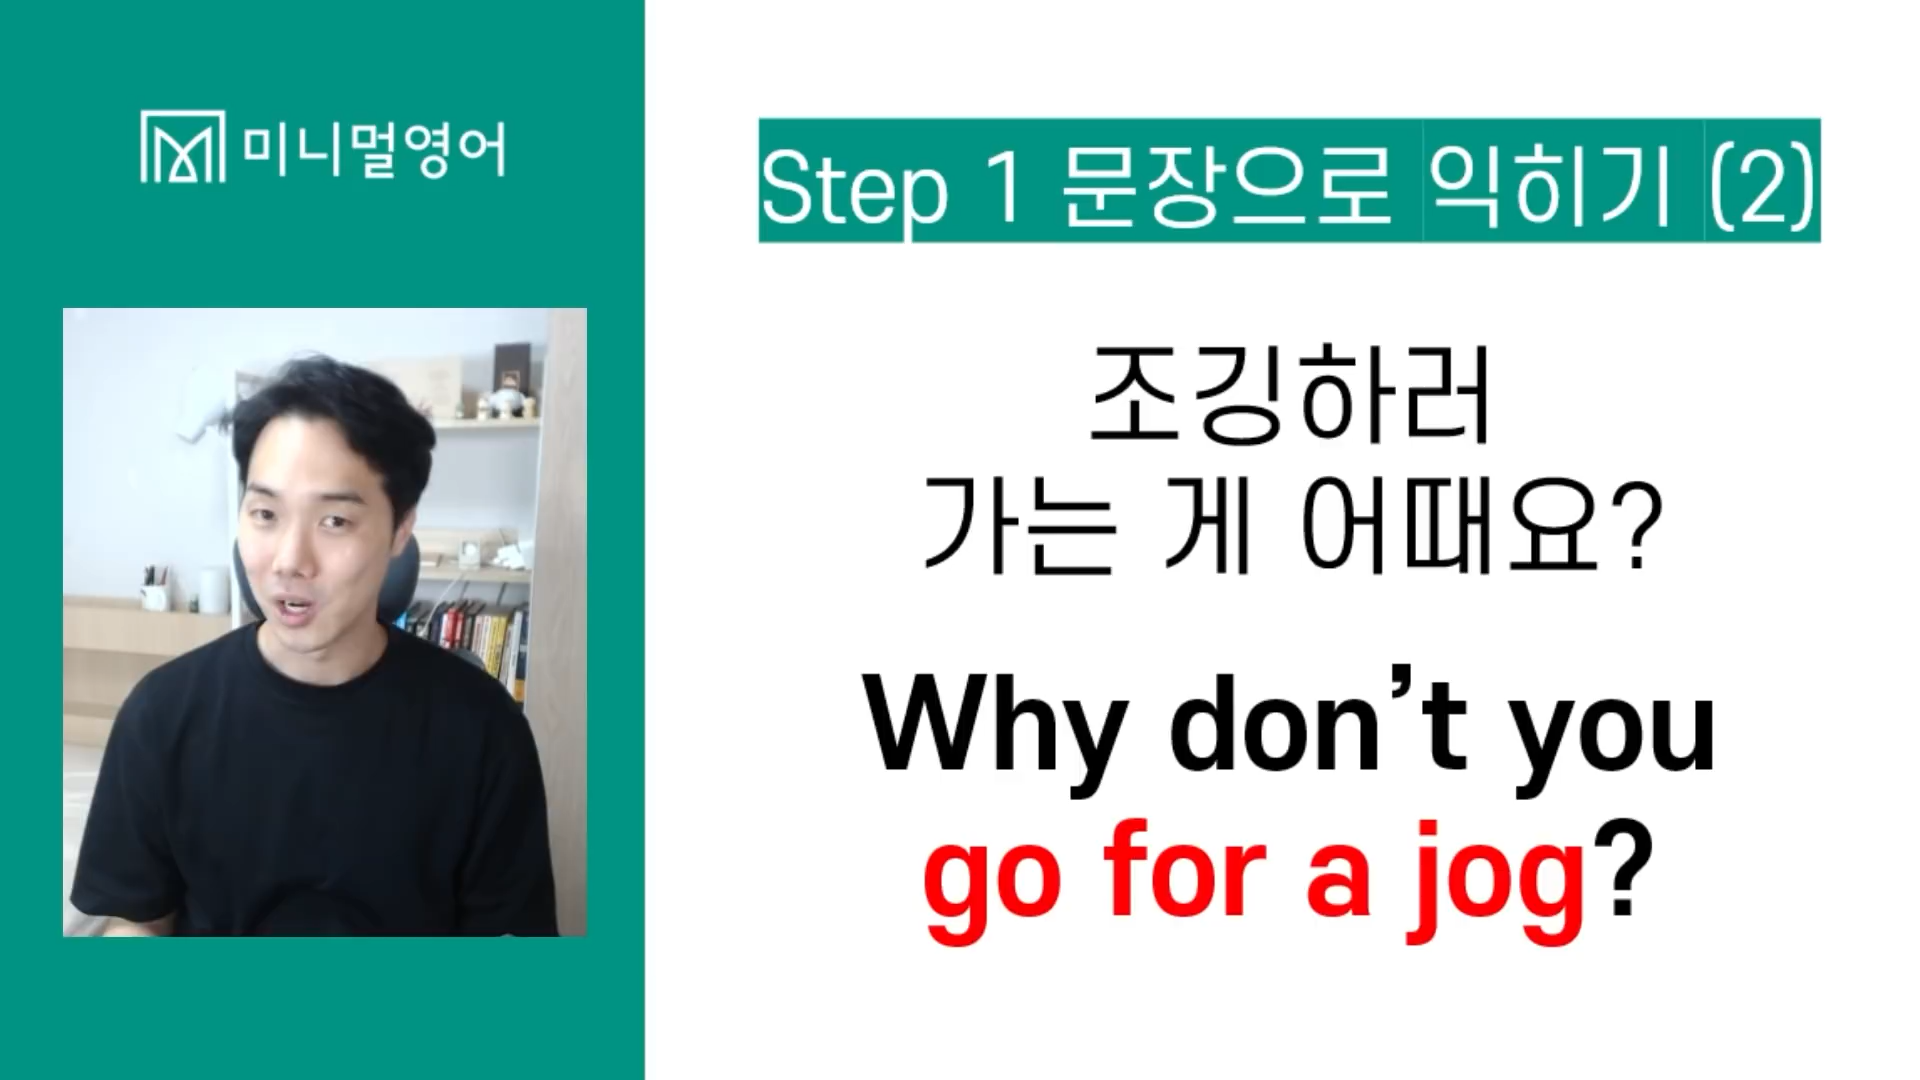 미니멀영어
Step 1 문장으로 익히기 (2)
조깅하러
가는 게 어때요?
Why don’t you
go for a jog?